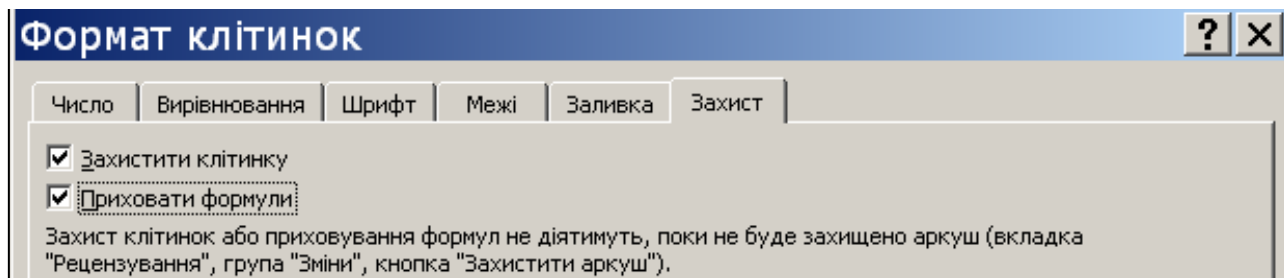 Формат клітинок
Число Вирівнювання Шрифт Межі Заливка Захист
Захистити клітинку
Приховати формули
Захист клітинок або приховування формул не діятимуть, поки не буде захищено аркуш (вкладка
"Рецензування", група "Зміни", кнопка "Захистити аркуш").